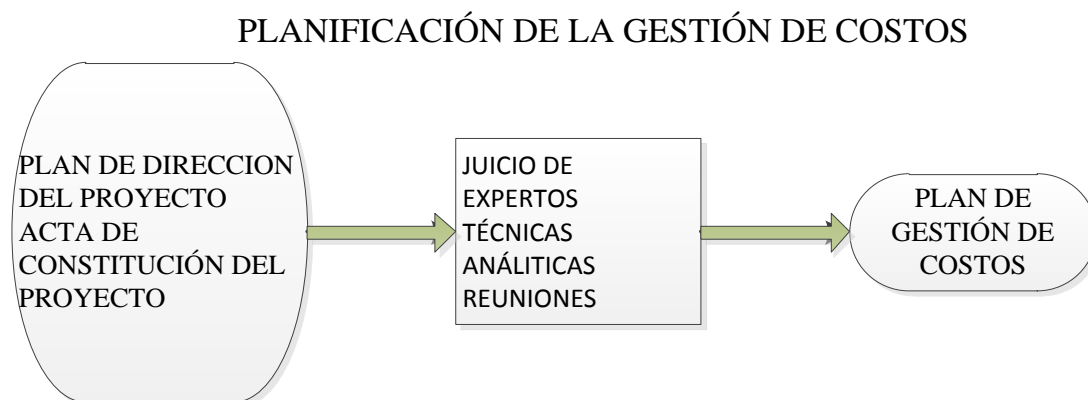 PLANIFICACIÓN DE LA GESTIÓN DE COSTOS
PLAN DE DIRECCION
DEL PROYECTO
ACTA DE
CONSTITUCIÓN DEL
PROYECTO
JUICIO DE
EXPERTOS
TÉCNICAS
ANÁLITICAS
REUNIONES
PLAN DE
GESTIÓN DE
COSTOS